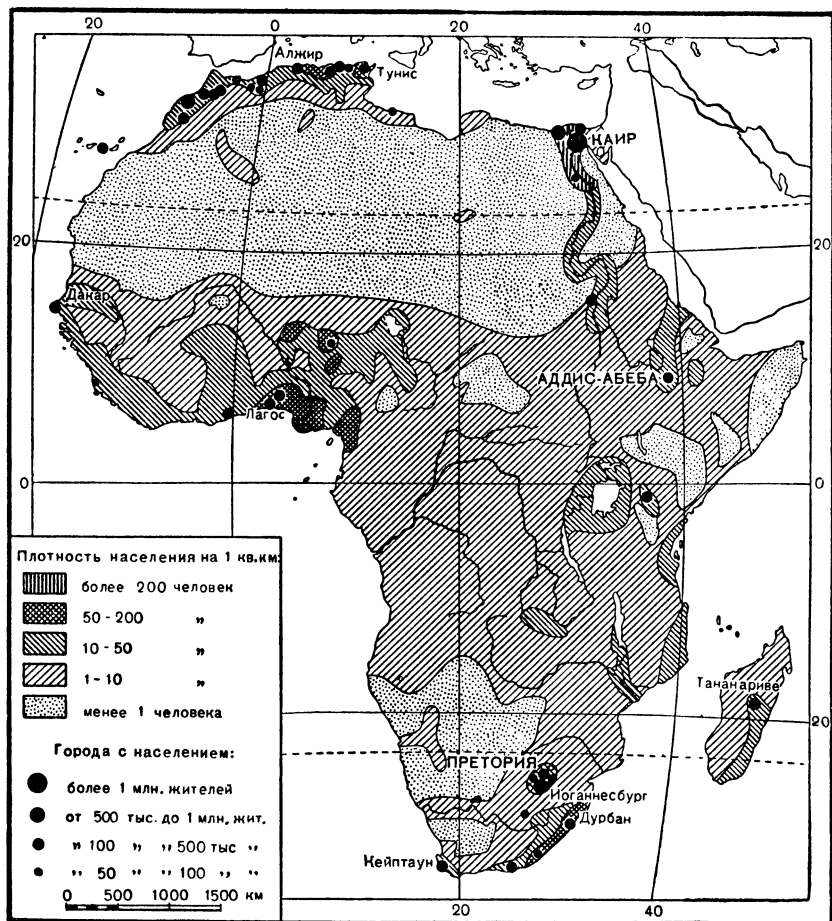 20
0
20
40
Алжир
Тунис
КАИР
20
20
Дакар
АДДИС-АБЕБА
Лагос
0
0
Плотность населения на 1 кв.км:
более 200 человек
50-200 "
10-50 "
1-10 "
менее 1 человека
Тананариве
20
ПРЕТОРИЯ
Иоганнесбург
Дурбан
Кейптаун
Города с населением:
более 1 млн. жителей
от 500 тыс. до 1 млн. жит.
" 100 " " 500 тыс "
" 50 " " 100 " "
0 500 1000 1500 км
20
40